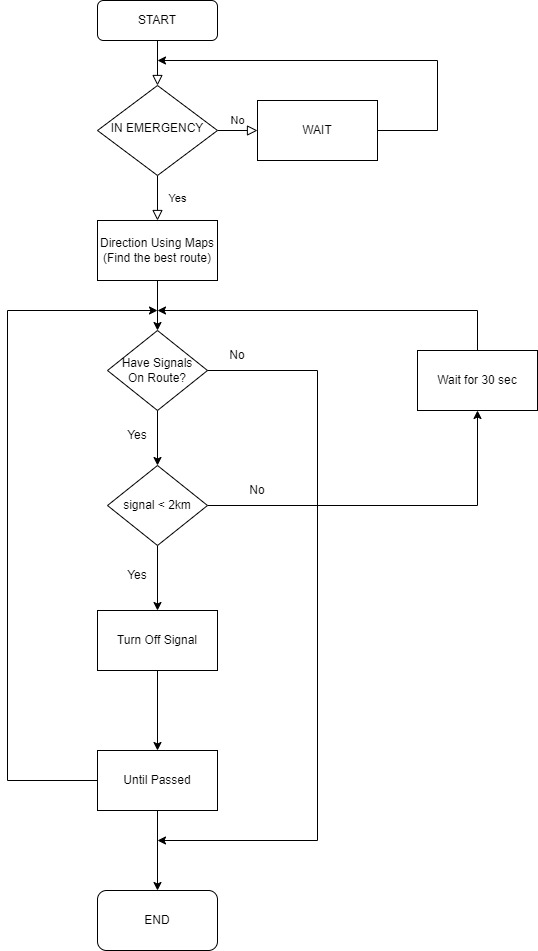 START
IN EMERGENCY
No
WAIT
Yes
Direction Using Maps
(Find the best route)
No
Have Signals
On Route?
Wait for 30 sec
Yes
No
signal < 2km
Yes
Turn Off Signal
Until Passed
END